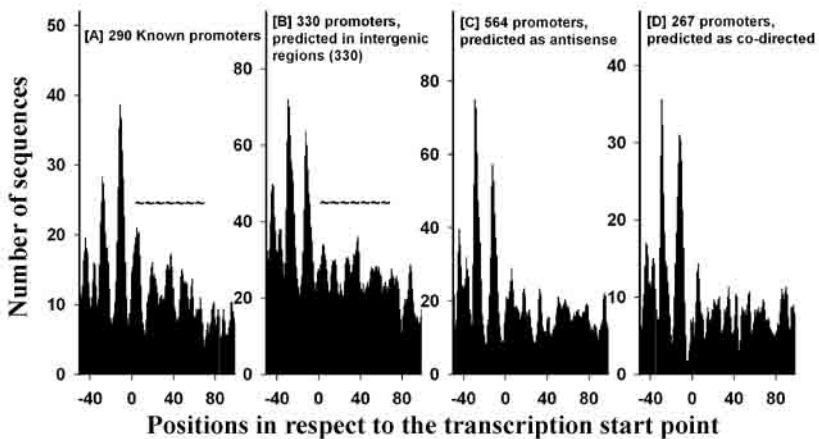 [A] 290 Known promoters
[B] 330 promoters,
predicted in intergenic
regions (330)
[C] 564 promoters,
predicted as antisense
[D] 267 promoters,
predicted as co-directed
Number of sequences
50
40
30
20
10
0
80
60
40
20
0
80
60
40
20
0
40
30
20
10
0
-40 0 40 80 -40 0 40 80 -40 0 40 80 -40 0 40 80
Positions in respect to the transcription start point